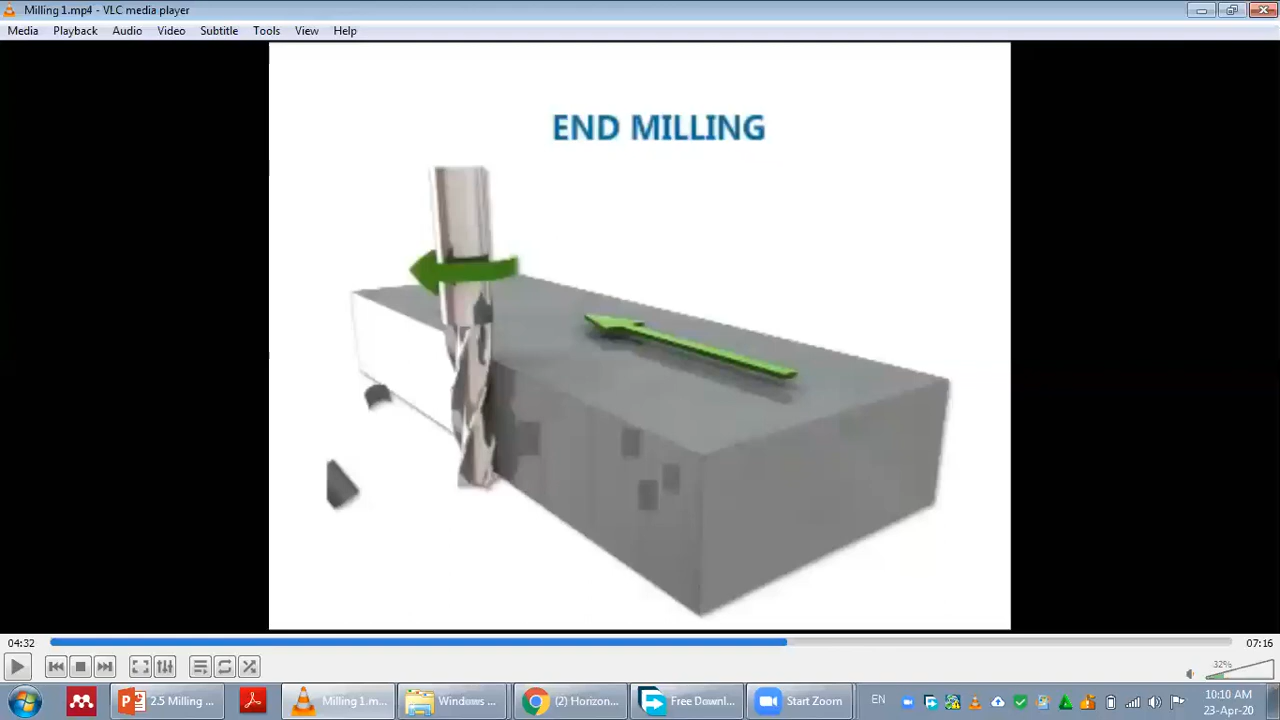 Milling 1.mp4 - VLC media player
Media Playback Audio Video Subtitle Tools View Help
END MILLING
04:32
07:16
32%
2.5 Milling ...
Milling 1.m...
Windows ...
(2) Horizon...
Free Downl...
Start Zoom
EN
10:10 AM
23-Apr-20